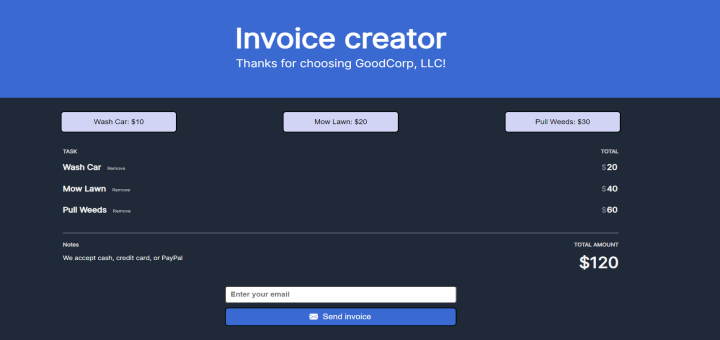 Invoice creator
Thanks for choosing GoodCorp, LLC!
Wash Car: $10
Mow Lawn: $20
Pull Weeds: $30
TASK TOTAL
Wash Car Remove $20
Mow Lawn Remove $40
Pull Weeds Remove $60
Notes TOTAL AMOUNT
We accept cash, credit card, or PayPal $120
Enter your email
Send invoice